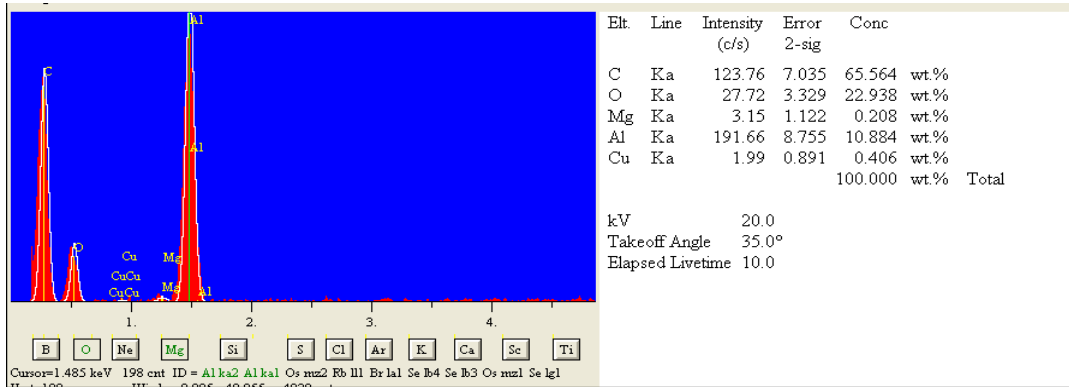 Elt. Line Intensity Error Conc
(c/s) 2-sig
C Ka 123.76 7.035 65.564 wt.%
O Ka 27.72 3.329 22.938 wt.%
Mg Ka 3.15 1.122 0.208 wt.%
Al Ka 191.66 8.755 10.884 wt.%
Cu Ka 1.99 0.891 0.406 wt.%
100.000 wt.% Total
kV 20.0
Takeoff Angle 35.0°
Elapsed Livetime 10.0
Al
C
Al
O
Cu Mg
CuCu
CuCu Mg Al
1. 2. 3. 4.
B O Ne Mg Si S Cl Ar K Ca Sc Ti
Cursor=1.485 keV 198 cnt ID = Al ka2 Al ka1 Os mz2 Rb ll1 Br la1 Se lb4 Se lb3 Os mz1 Se lg1